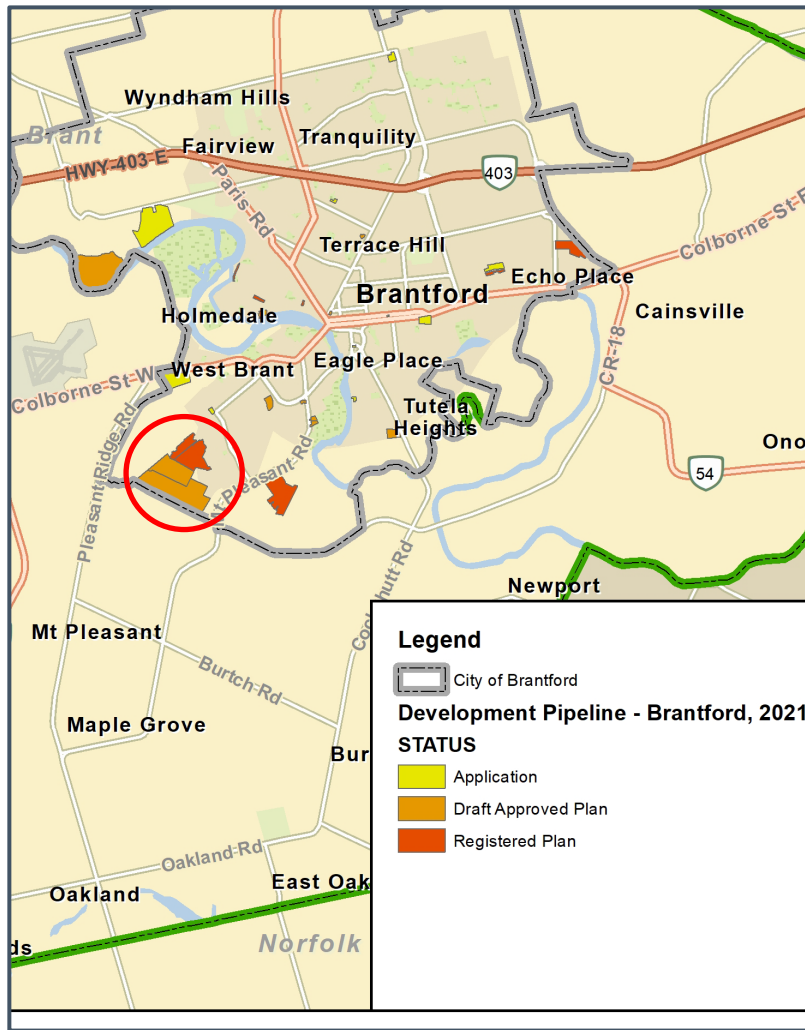 Wyndham Hills
Brant
Tranquility
Fairview
HWY-403 E
403
Paris Rd
Colborne St E
Terrace Hill
Echo Place
Brantford
Cainsville
Holmedale
CR-18
Eagle Place
West Brant
Colborne St W
Tutela
Heights
Ono
54
Pleasant Ridge Rd
Mt Pleasant Rd
Newport
Mt Pleasant
Burtch Rd
Maple Grove
Bur
Oakland Rd
East Oak
Oakland
Norfolk
ds
Legend
City of Brantford
Development Pipeline - Brantford, 2021
STATUS
Application
Draft Approved Plan
Registered Plan